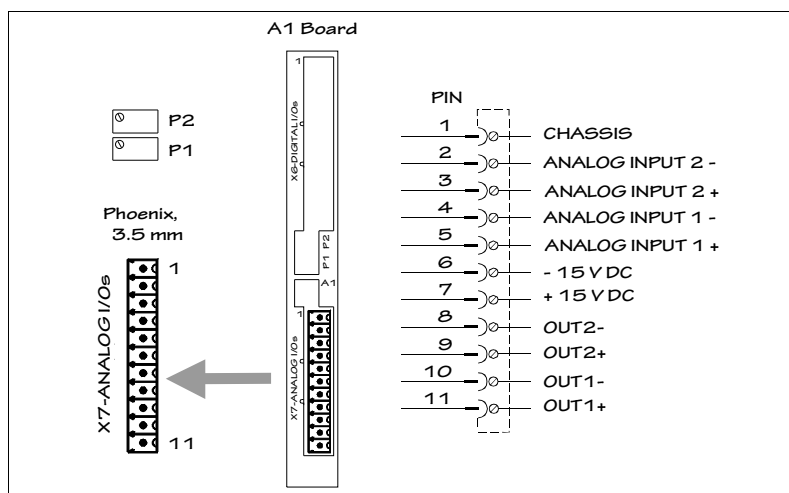 A1 Board
P2
P1
Phoenix,
3.5 mm
X7-ANALOG I/Os
1
11
1
X6-DIGITAL I/Os
P1 P2
A1
1
X7-ANALOG I/Os
PIN
1 CHASSIS
2 ANALOG INPUT 2 -
3 ANALOG INPUT 2 +
4 ANALOG INPUT 1 -
5 ANALOG INPUT 1 +
6 - 15 V DC
7 + 15 V DC
8 OUT2-
9 OUT2+
10 OUT1-
11 OUT1+